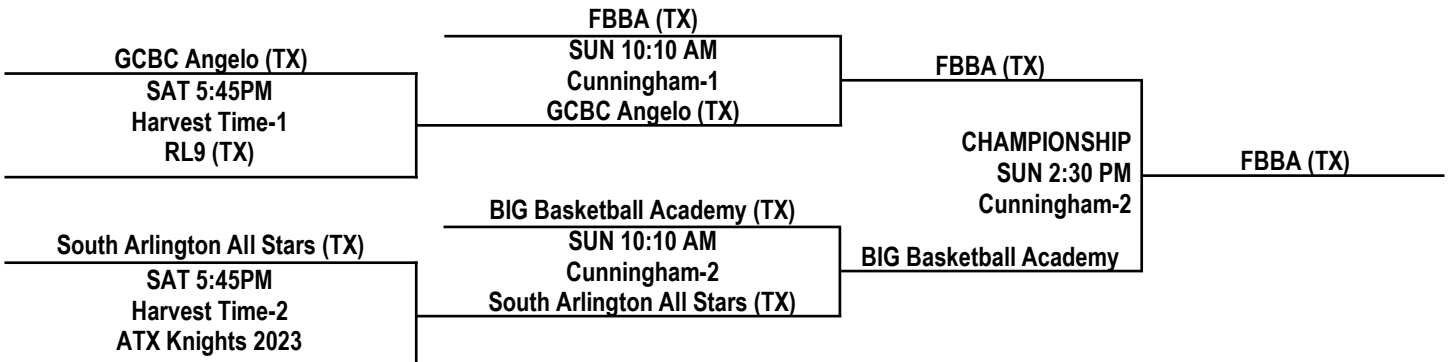 GCBC Angelo (TX)
SAT 5:45PM
Harvest Time-1
RL9 (TX)
South Arlington All Stars (TX)
SAT 5:45PM
Harvest Time-2
ATX Knights 2023
FBBA (TX)
SUN 10:10 AM
Cunningham-1
GCBC Angelo (TX)
BIG Basketball Academy (TX)
SUN 10:10 AM
Cunningham-2
South Arlington All Stars (TX)
FBBA (TX)
CHAMPIONSHIP
SUN 2:30 PM
Cunningham-2
BIG Basketball Academy
FBBA (TX)